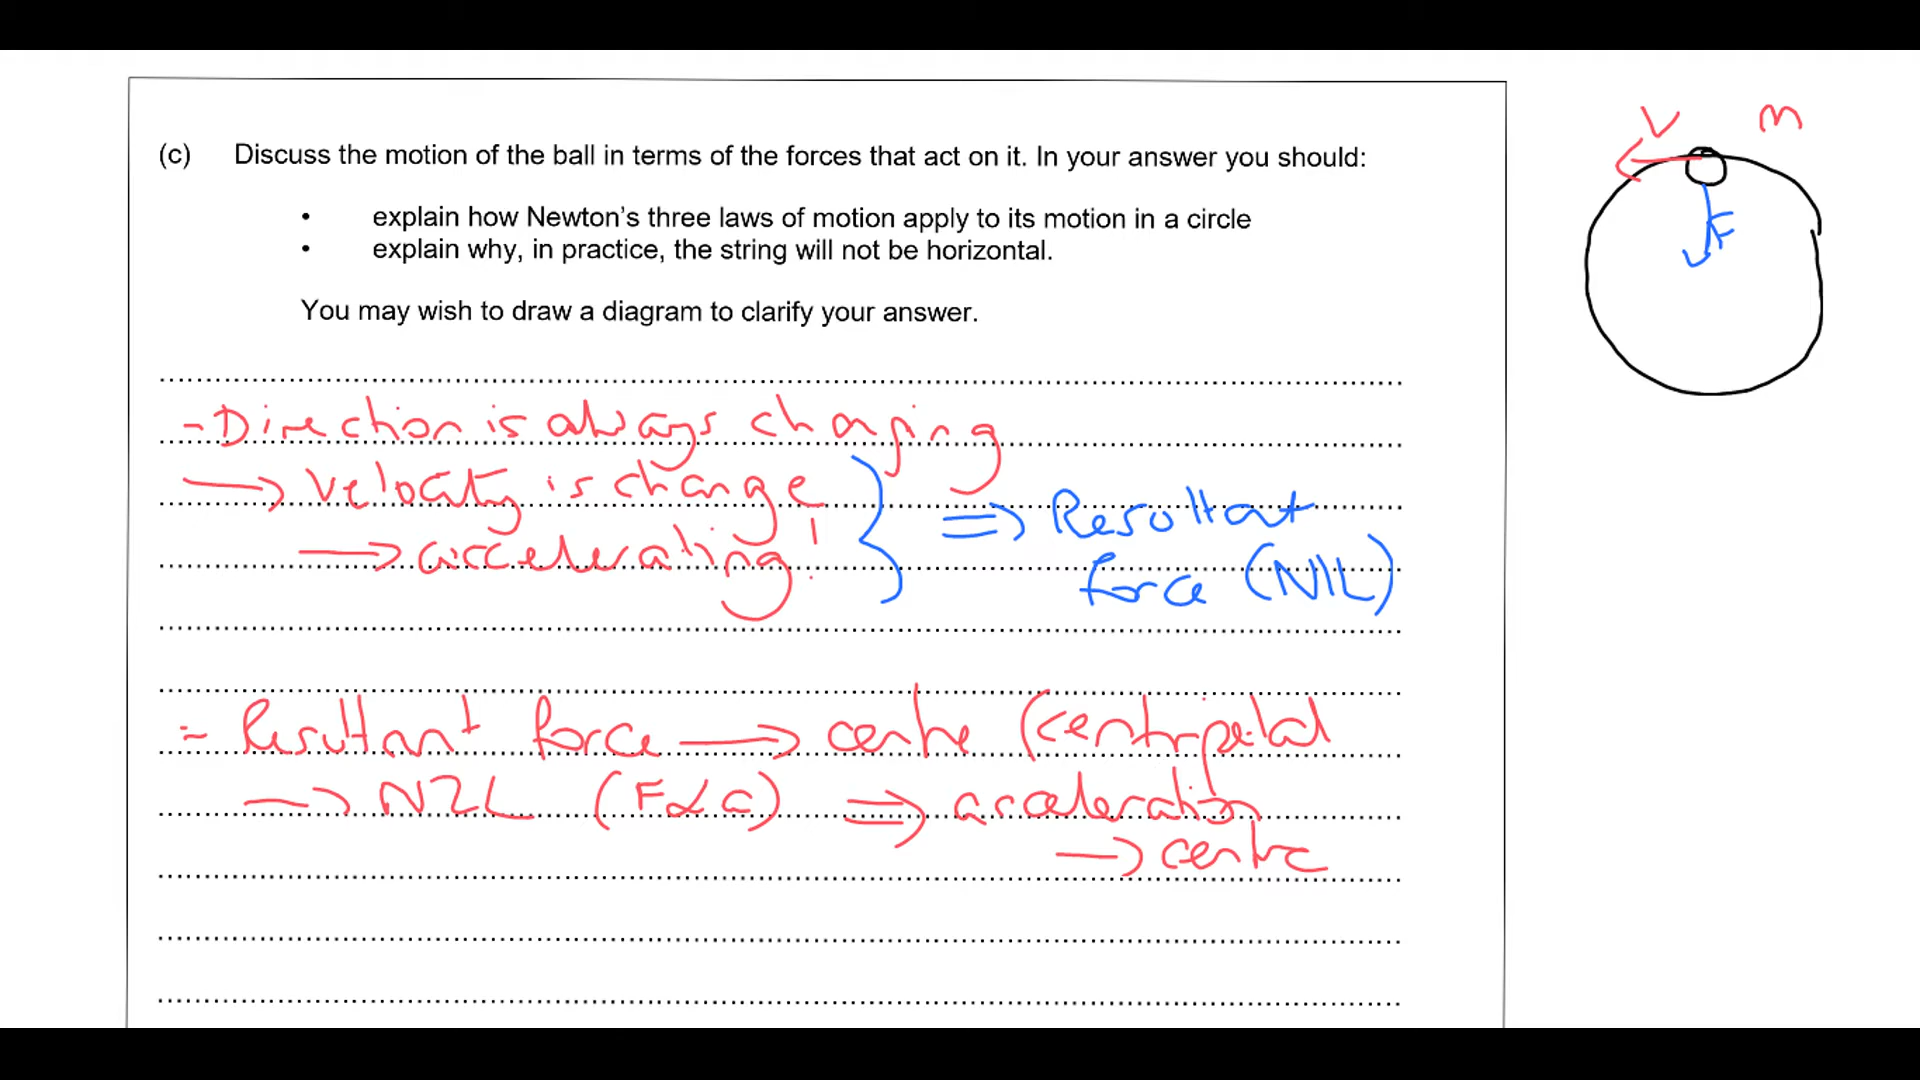 (c) Discuss the motion of the ball in terms of the forces that act on it. In your answer you should:
• explain how Newton's three laws of motion apply to its motion in a circle
• explain why, in practice, the string will not be horizontal.
You may wish to draw a diagram to clarify your answer.
- Direction is always changing
→ Velocity is change
→ accelerating!
} ⇒ Resultant
force (N1L)
- Resultant force → centre (centripetal
→ N2L (F∝a) ⇒ acceleration
→ centre
V
m
F